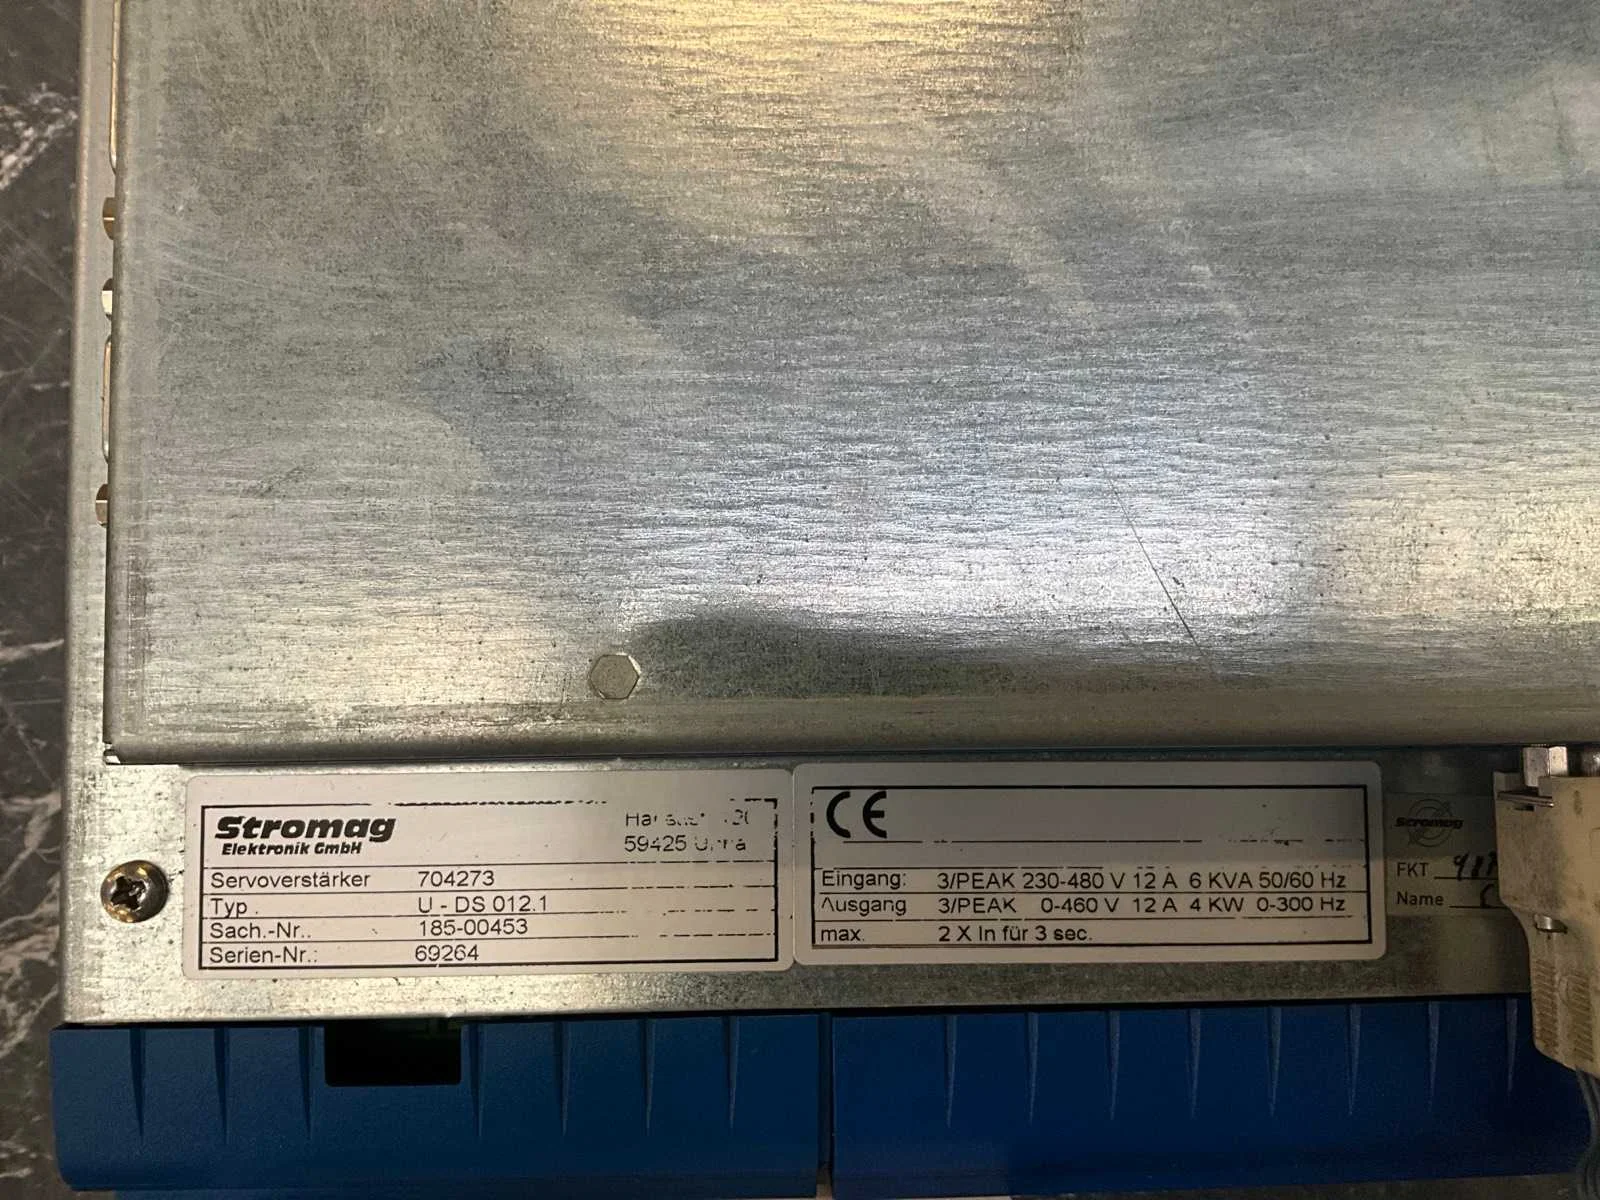 Stromag
Elektronik GmbH
59425
Servoverstärker 704273
Typ. U - DS 012.1
Sach.-Nr.. 185-00453
Serien-Nr.: 69264
CE
Eingang: 3/PEAK 230-480 V 12 A 6 KVA 50/60 Hz
Ausgang 3/PEAK 0-460 V 12 A 4 KW 0-300 Hz
max. 2 X In für 3 sec.
Stromag
FKT
Name